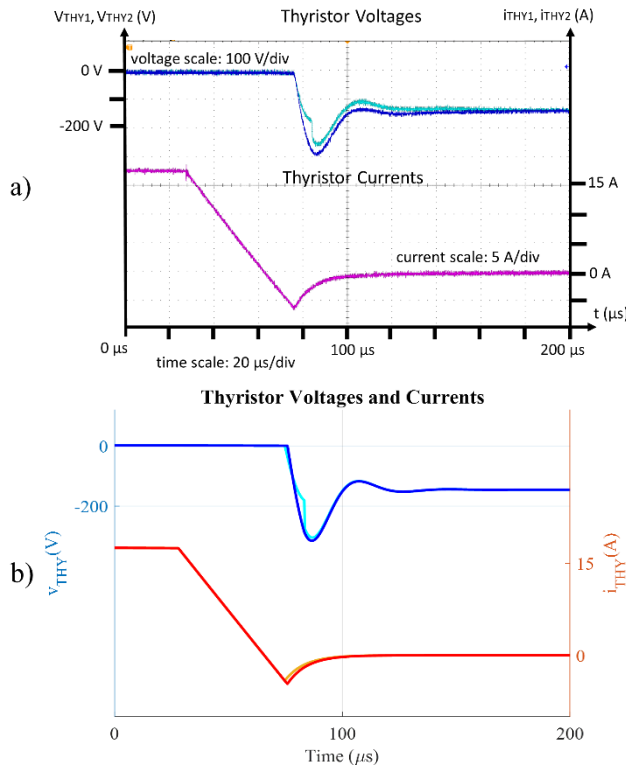 VTHY1, VTHY2 (V)
Thyristor Voltages
iTHY1, iTHY2 (A)
voltage scale: 100 V/div
0 V
-200 V
a)
Thyristor Currents
15 A
current scale: 5 A/div
0 A
t (µs)
0 µs
100 µs
200 µs
time scale: 20 µs/div
Thyristor Voltages and Currents
0
-200
b)
vTHY(V)
iTHY(A)
15
0
0
100
200
Time (μs)